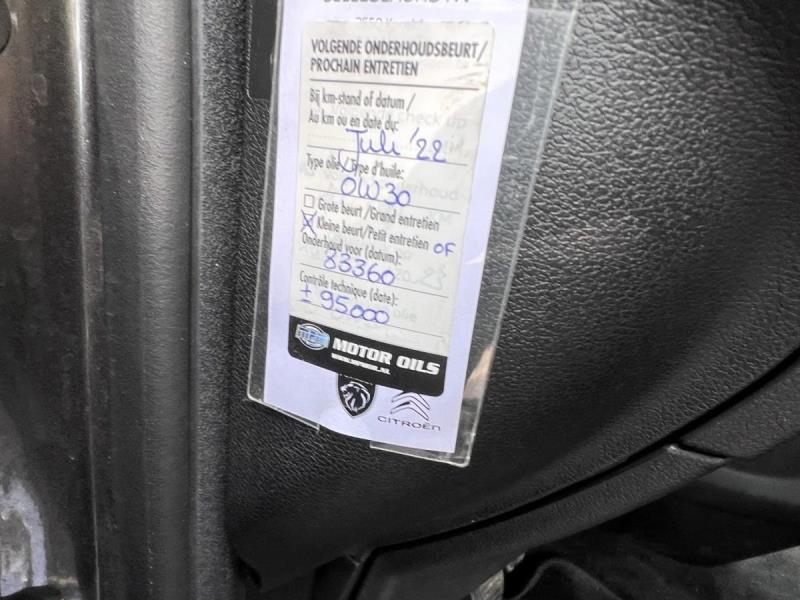 VOLGENDE ONDERHOUDSBEURT/
PROCHAIN ENTRETIEN
Bij km-stand of datum /
Au km ou en date du:
Juli '22
Type olie / Type d'huile:
OW30
Grote beurt /Grand entretien
Kleine beurt/Petit entretien OF
Onderhoud voor (datum):
83360
Contrôle technique (date):
± 95000
MOTOR OILS
CITROËN